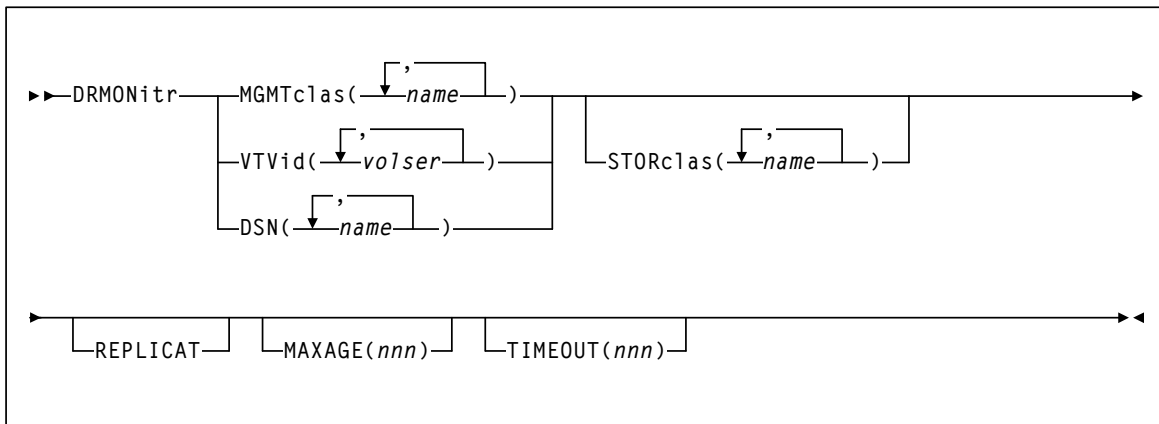 , ,
DRMONitr MGMTclas( name )
, ,
VTVid( volser ) STORclas( name )
,
DSN( name )
REPLICAT MAXAGE(nnn) TIMEOUT(nnn)